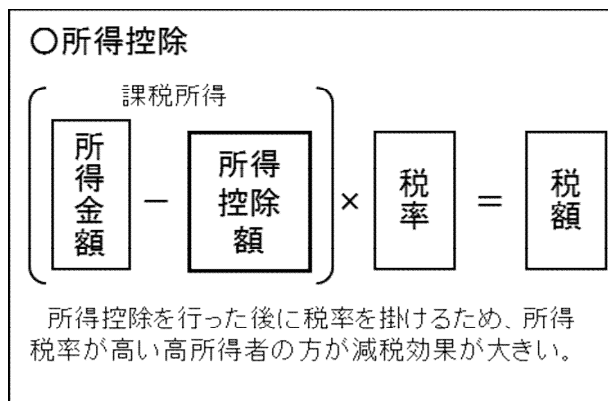 〇所得控除
課税所得
(所得金額 − 所得控除額) × 税率 = 税額
所得控除を行った後に税率を掛けるため、所得
税率が高い高所得者の方が減税効果が大きい。